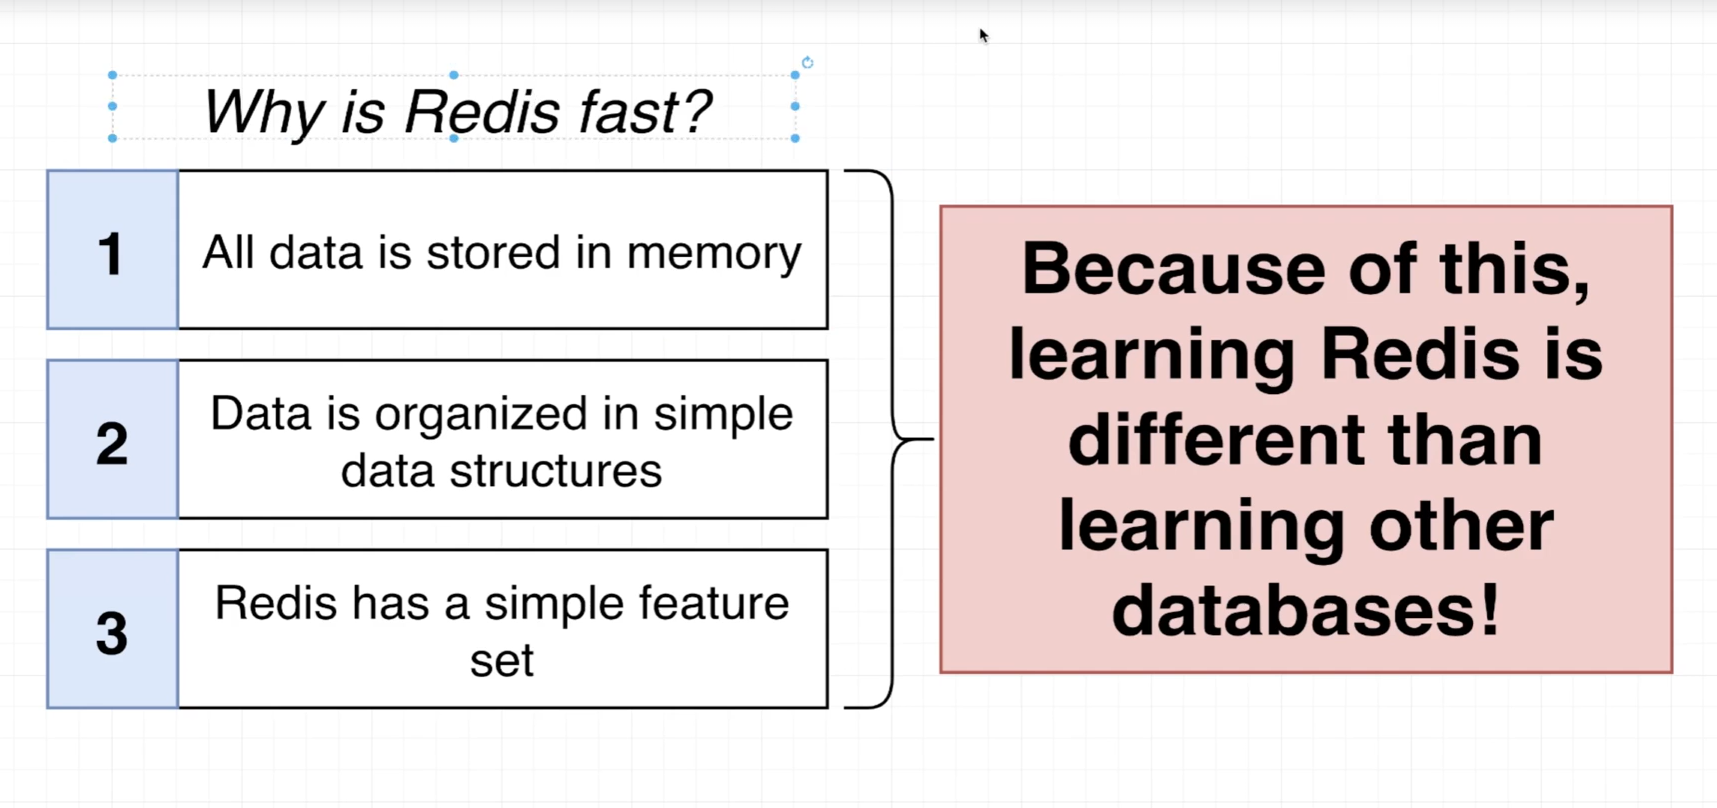 Why is Redis fast?
1
All data is stored in memory
2
Data is organized in simple
data structures
3
Redis has a simple feature
set
Because of this,
learning Redis is
different than
learning other
databases!